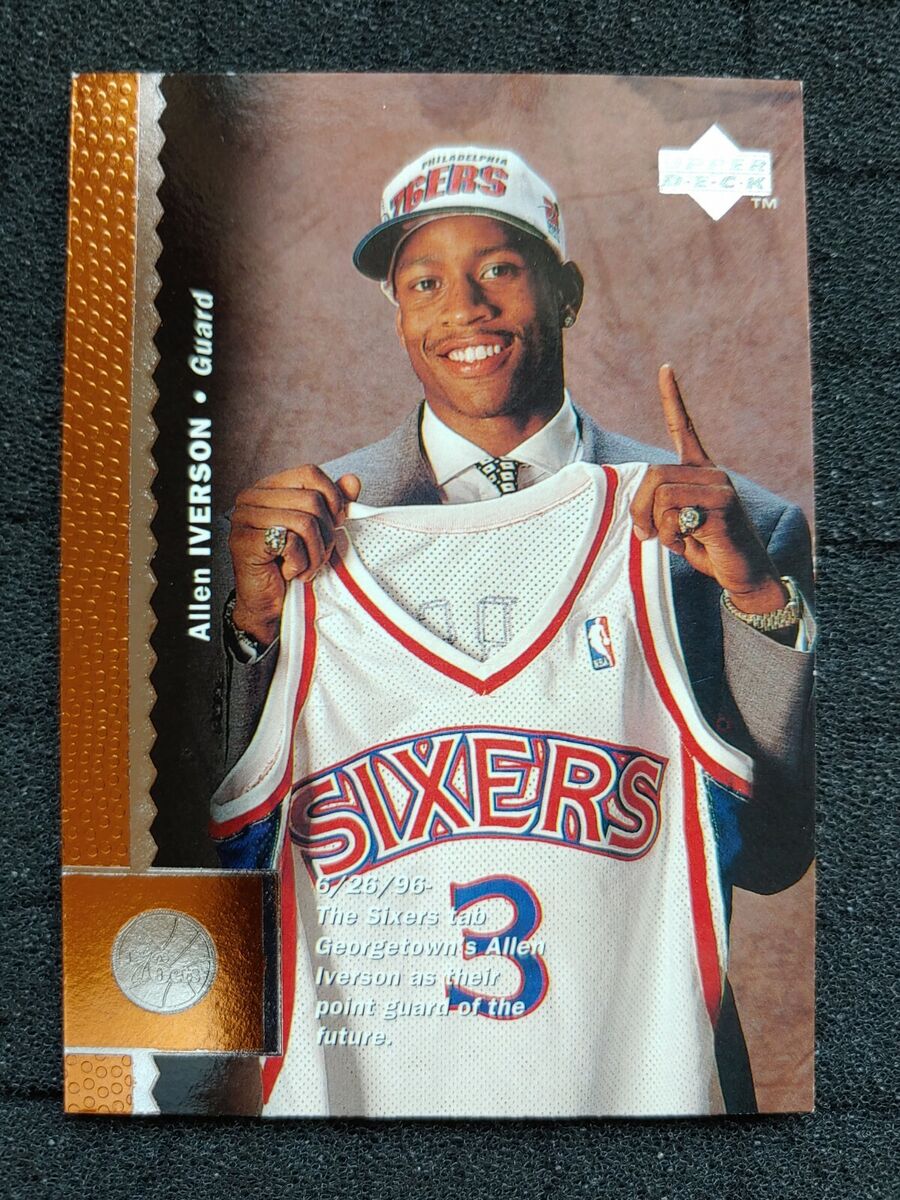 PHILADELPHIA
76ERS
UPPER
D·E·C·K
TM
Allen IVERSON • Guard
NBA
SIXERS
3
6/26/96-
The Sixers tab
Georgetown's Allen
Iverson as their
point guard of the
future.